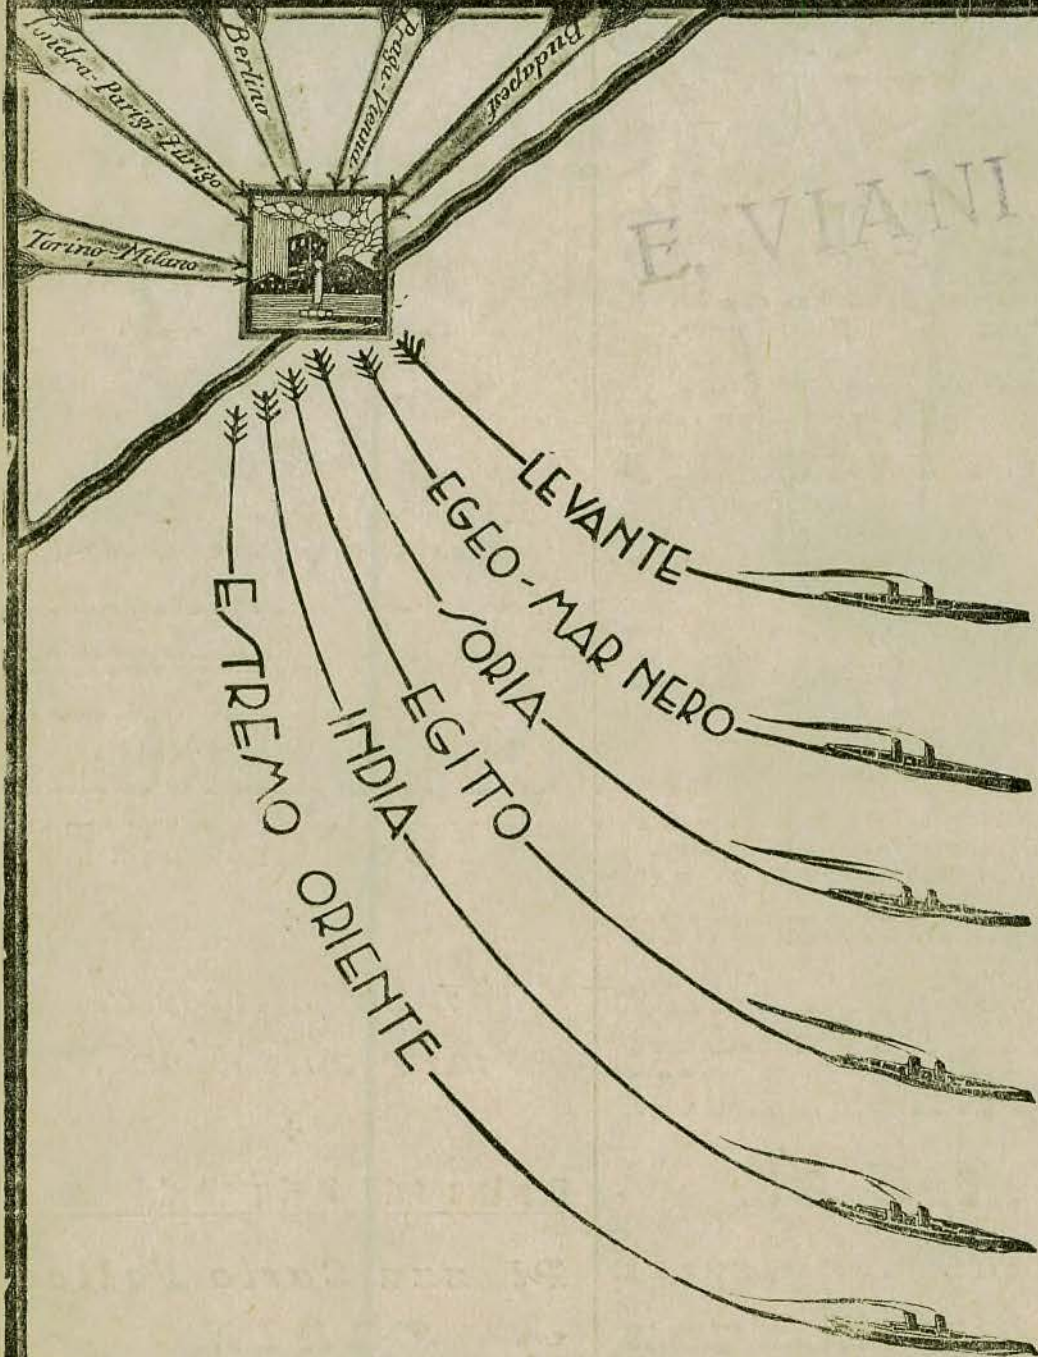 Londra-Parigi-Zurigo
Berlino
Praga-Vienna
Budapest
Torino-Milano
E. VIANI
LEVANTE
EGEO-MAR NERO
SORIA
EGITTO
INDIA
ESTREMO ORIENTE